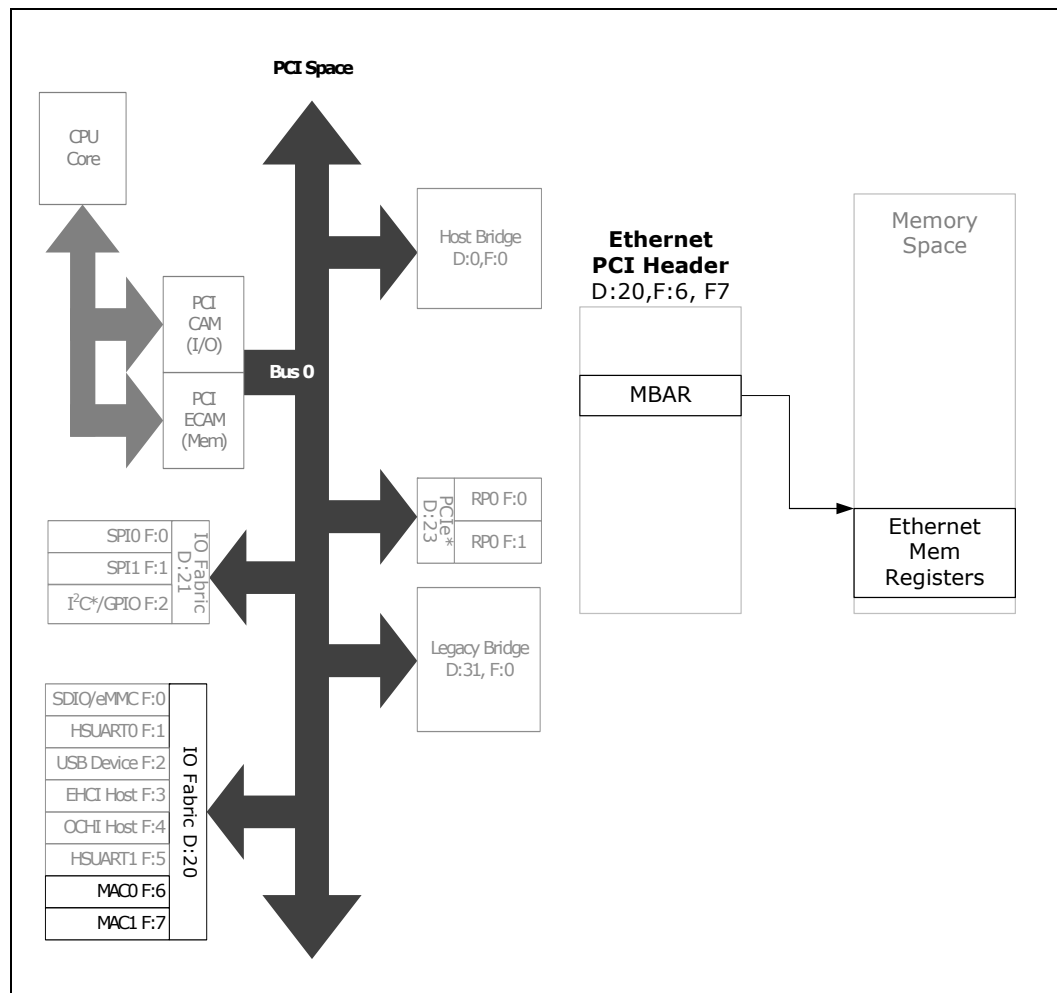 PCI Space
CPU
Core
PCI
CAM
(I/O)
Bus 0
PCI
ECAM
(Mem)
Host Bridge
D:0,F:0
Ethernet
PCI Header
D:20,F:6, F7
MBAR
Memory
Space
Ethernet
Mem
Registers
PCIe*
D:23
RP0 F:0
RP0 F:1
SPI0 F:0
SPI1 F:1
I²C*/GPIO F:2
IO Fabric
D:21
Legacy Bridge
D:31, F:0
SDIO/eMMC F:0
HSUART0 F:1
USB Device F:2
EHCI Host F:3
OCHI Host F:4
HSUART1 F:5
MAC0 F:6
MAC1 F:7
IO Fabric D:20